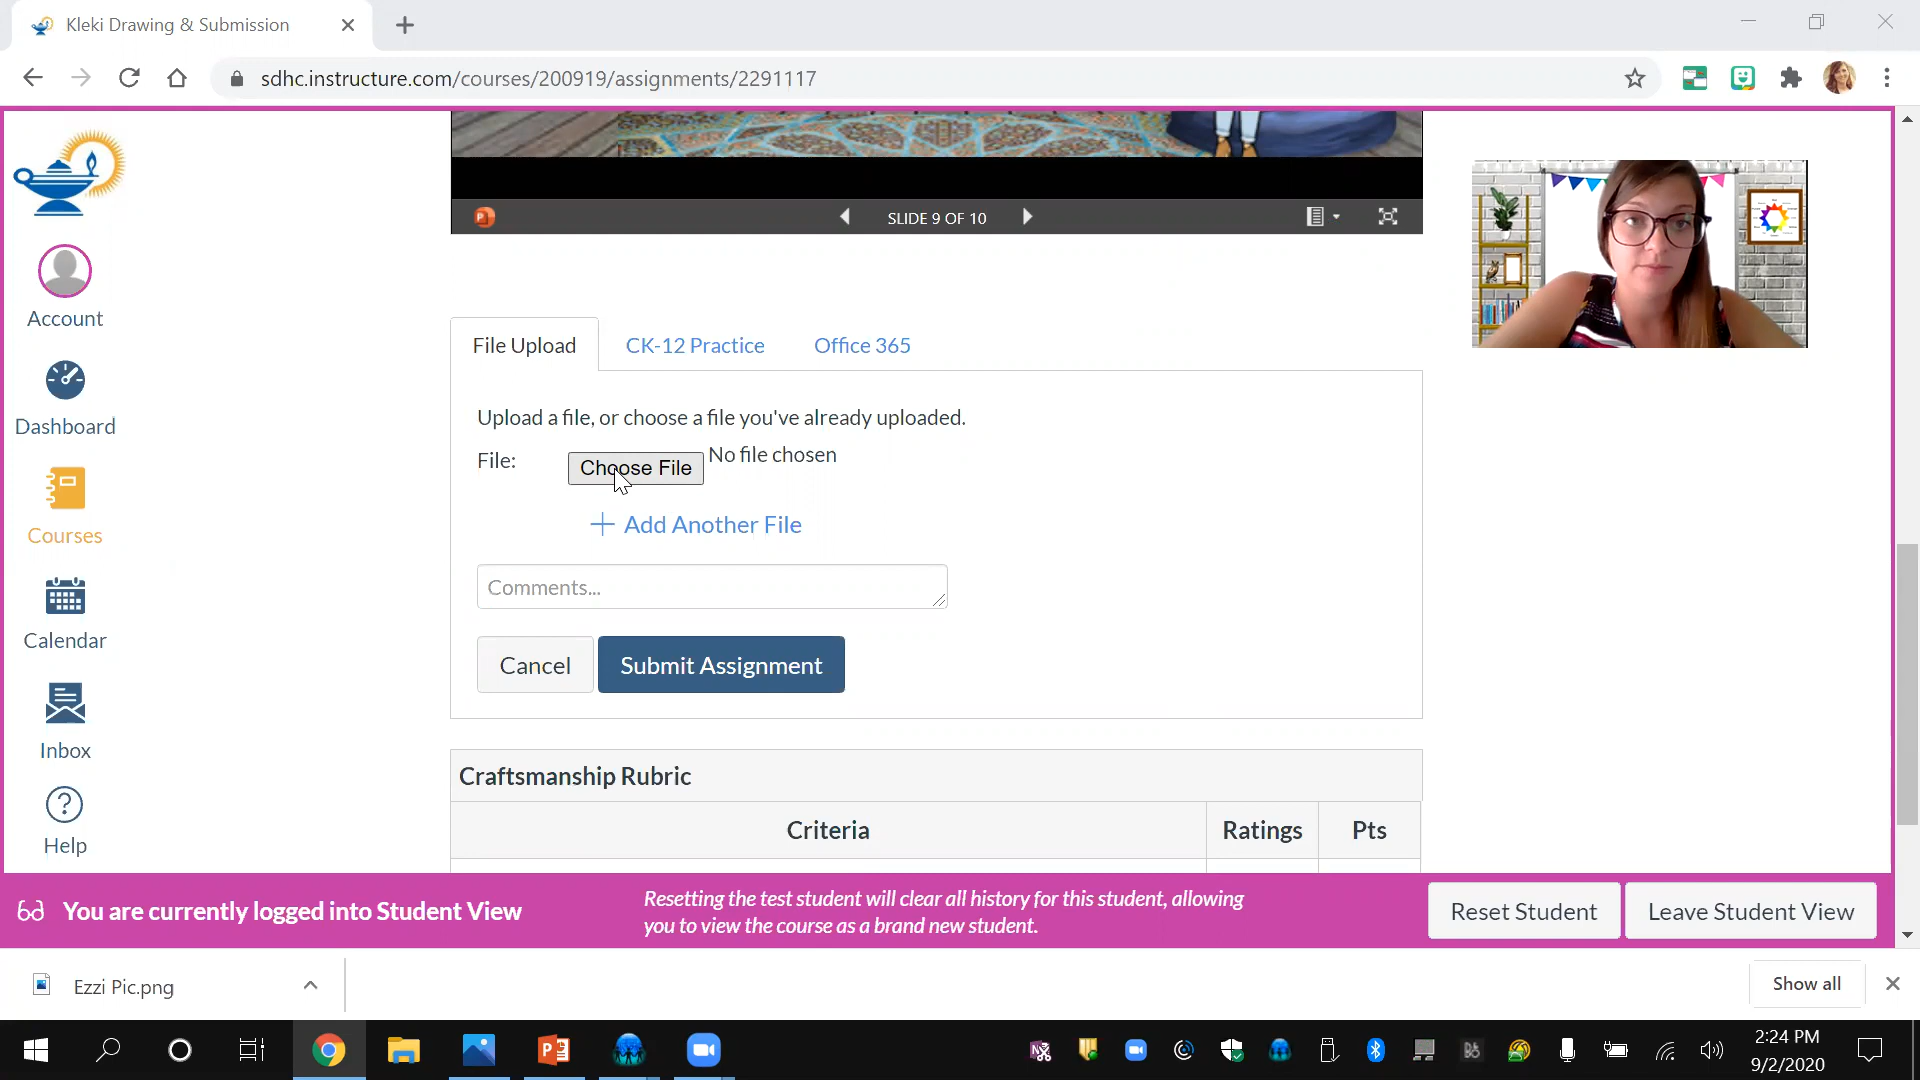 Kleki Drawing & Submission
sdhc.instructure.com/courses/200919/assignments/2291117
SLIDE 9 OF 10
Account
Dashboard
Courses
Calendar
Inbox
Help
File Upload
CK-12 Practice
Office 365
Upload a file, or choose a file you've already uploaded.
File:
Choose File
No file chosen
Add Another File
Comments...
Cancel
Submit Assignment
Craftsmanship Rubric
Criteria
Ratings
Pts
You are currently logged into Student View
Resetting the test student will clear all history for this student, allowing
you to view the course as a brand new student.
Reset Student
Leave Student View
Ezzi Pic.png
Show all
2:24 PM
9/2/2020